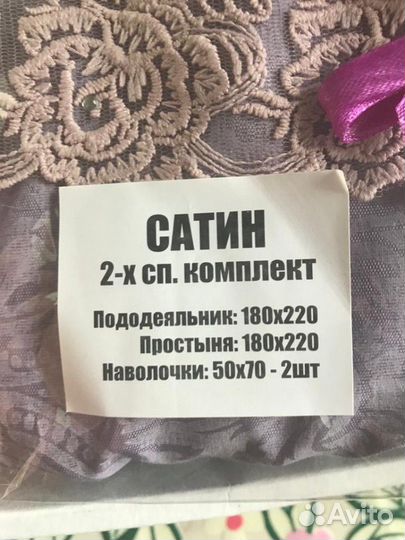 САТИН
2-х сп. комплект
Пододеяльник: 180х220
Простыня: 180х220
Наволочки: 50х70 - 2шт
Avito